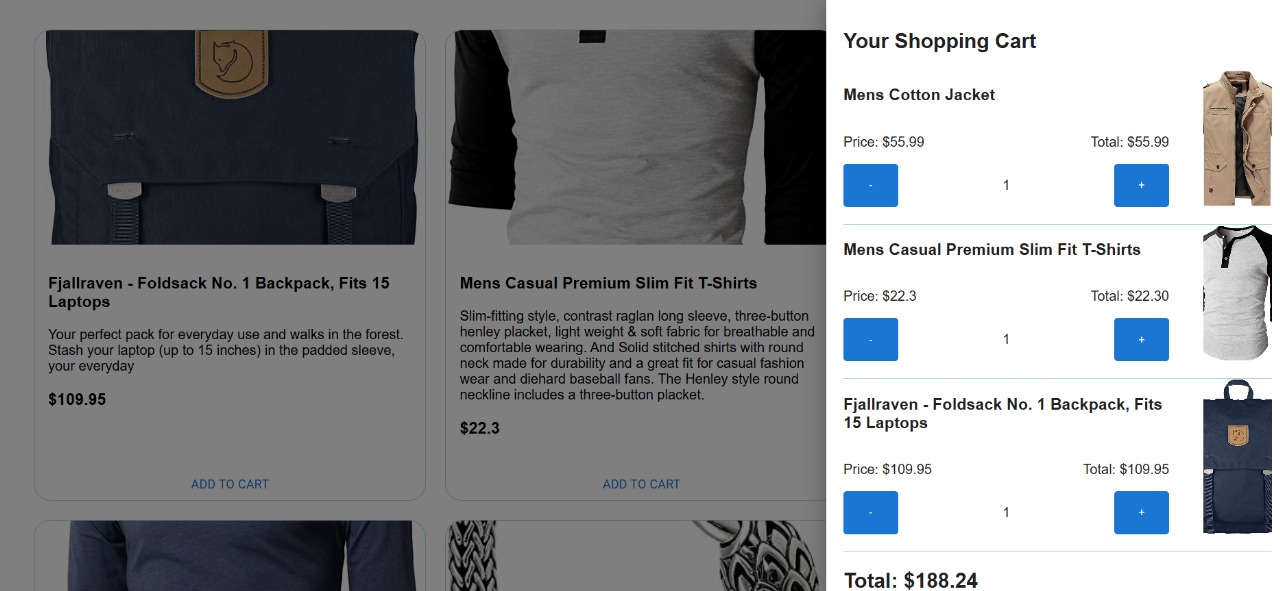 Fjallraven - Foldsack No. 1 Backpack, Fits 15
Laptops
Your perfect pack for everyday use and walks in the forest.
Stash your laptop (up to 15 inches) in the padded sleeve,
your everyday
$109.95
ADD TO CART
Mens Casual Premium Slim Fit T-Shirts
Slim-fitting style, contrast raglan long sleeve, three-button
henley placket, light weight & soft fabric for breathable and
comfortable wearing. And Solid stitched shirts with round
neck made for durability and a great fit for casual fashion
wear and diehard baseball fans. The Henley style round
neckline includes a three-button placket.
$22.3
ADD TO CART
Your Shopping Cart
Mens Cotton Jacket
Price: $55.99 Total: $55.99
- 1 +
Mens Casual Premium Slim Fit T-Shirts
Price: $22.3 Total: $22.30
- 1 +
Fjallraven - Foldsack No. 1 Backpack, Fits
15 Laptops
Price: $109.95 Total: $109.95
- 1 +
Total: $188.24